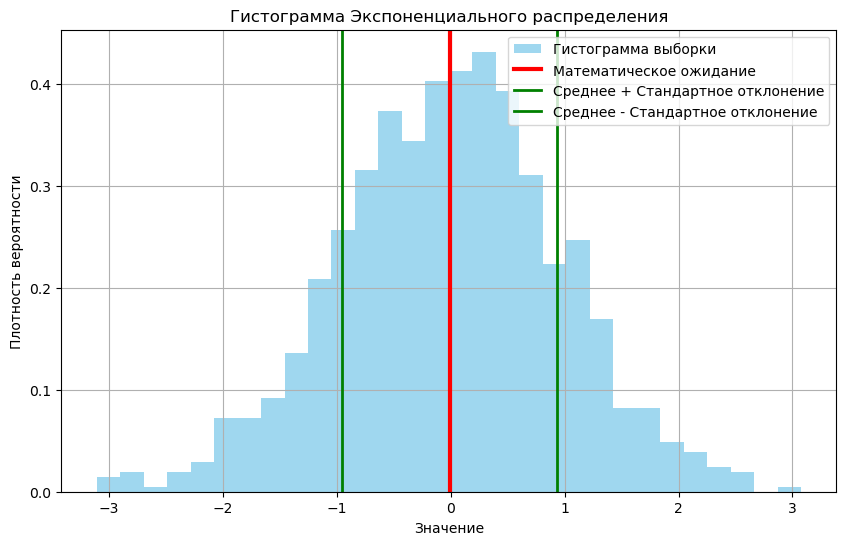 Гистограмма Экспоненциального распределения
Гистограмма выборки
Математическое ожидание
Среднее + Стандартное отклонение
Среднее - Стандартное отклонение
Плотность вероятности
0.4
0.3
0.2
0.1
0.0
−3 −2 −1 0 1 2 3
Значение